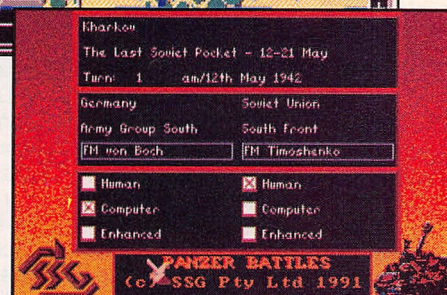 Kharkov
The Last Soviet Pocket - 12-21 May
Turn: 1 am/12th May 1942
Germany Soviet Union
Army Group South South Front
FM von Boch FM Timoshenko
Human Human
Computer Computer
Enhanced Enhanced
SSG
PANZER BATTLES
(c) SSG Pty Ltd 1991